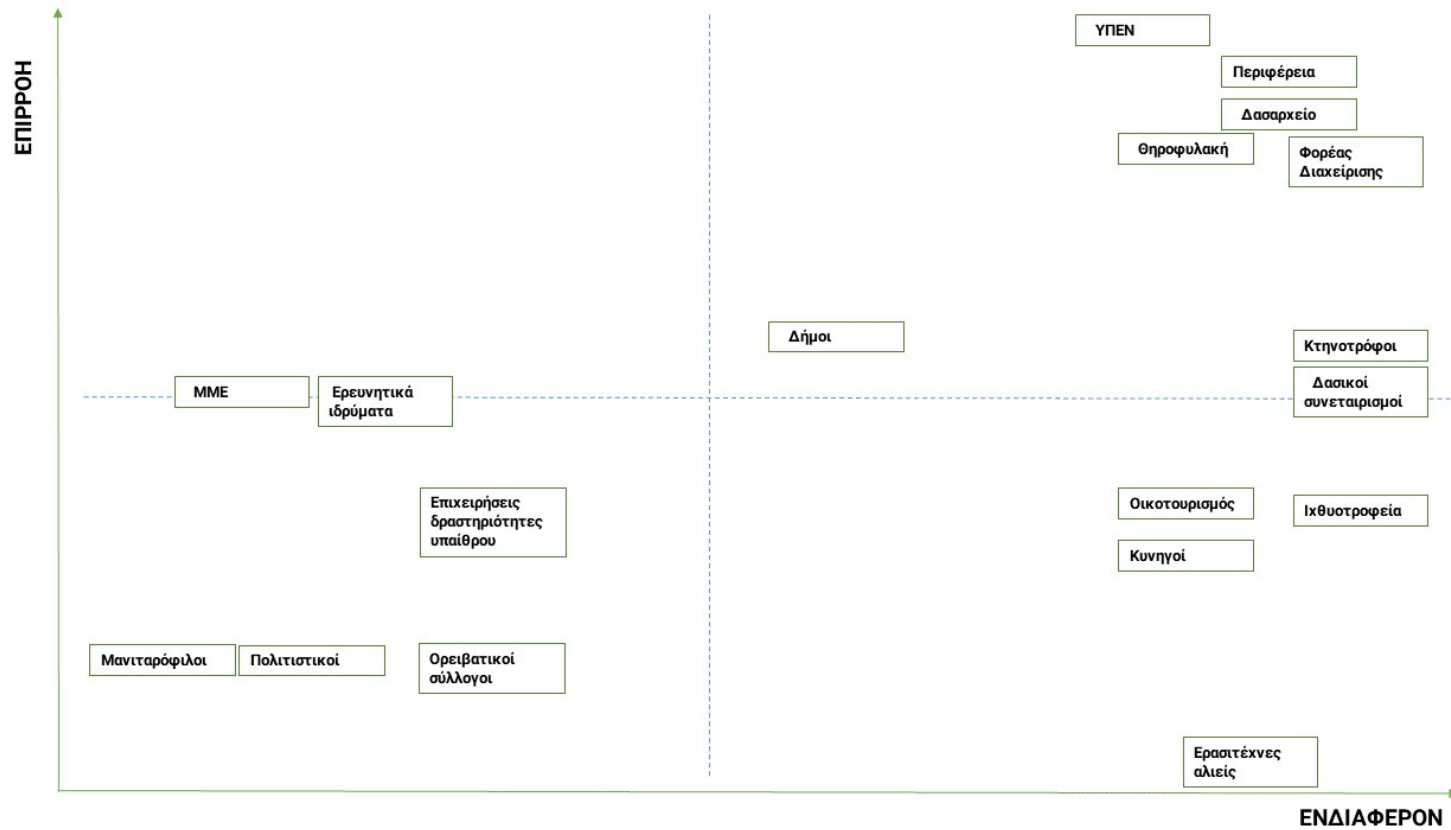 ΕΠΙΡΡΟΗ
ΥΠΕΝ
Περιφέρεια
Δασαρχείο
Θηροφυλακή
Φορέας
Διαχείρισης
Δήμοι
Κτηνοτρόφοι
Δασικοί
συνεταιρισμοί
ΜΜΕ
Ερευνητικά
ιδρύματα
Επιχειρήσεις
δραστηριότητες
υπαίθρου
Οικοτουρισμός
Ιχθυοτροφεία
Κυνηγοί
Μανιταρόφιλοι
Πολιτιστικοί
Ορειβατικοί
σύλλογοι
Ερασιτέχνες
αλιείς
ΕΝΔΙΑΦΕΡΟΝ